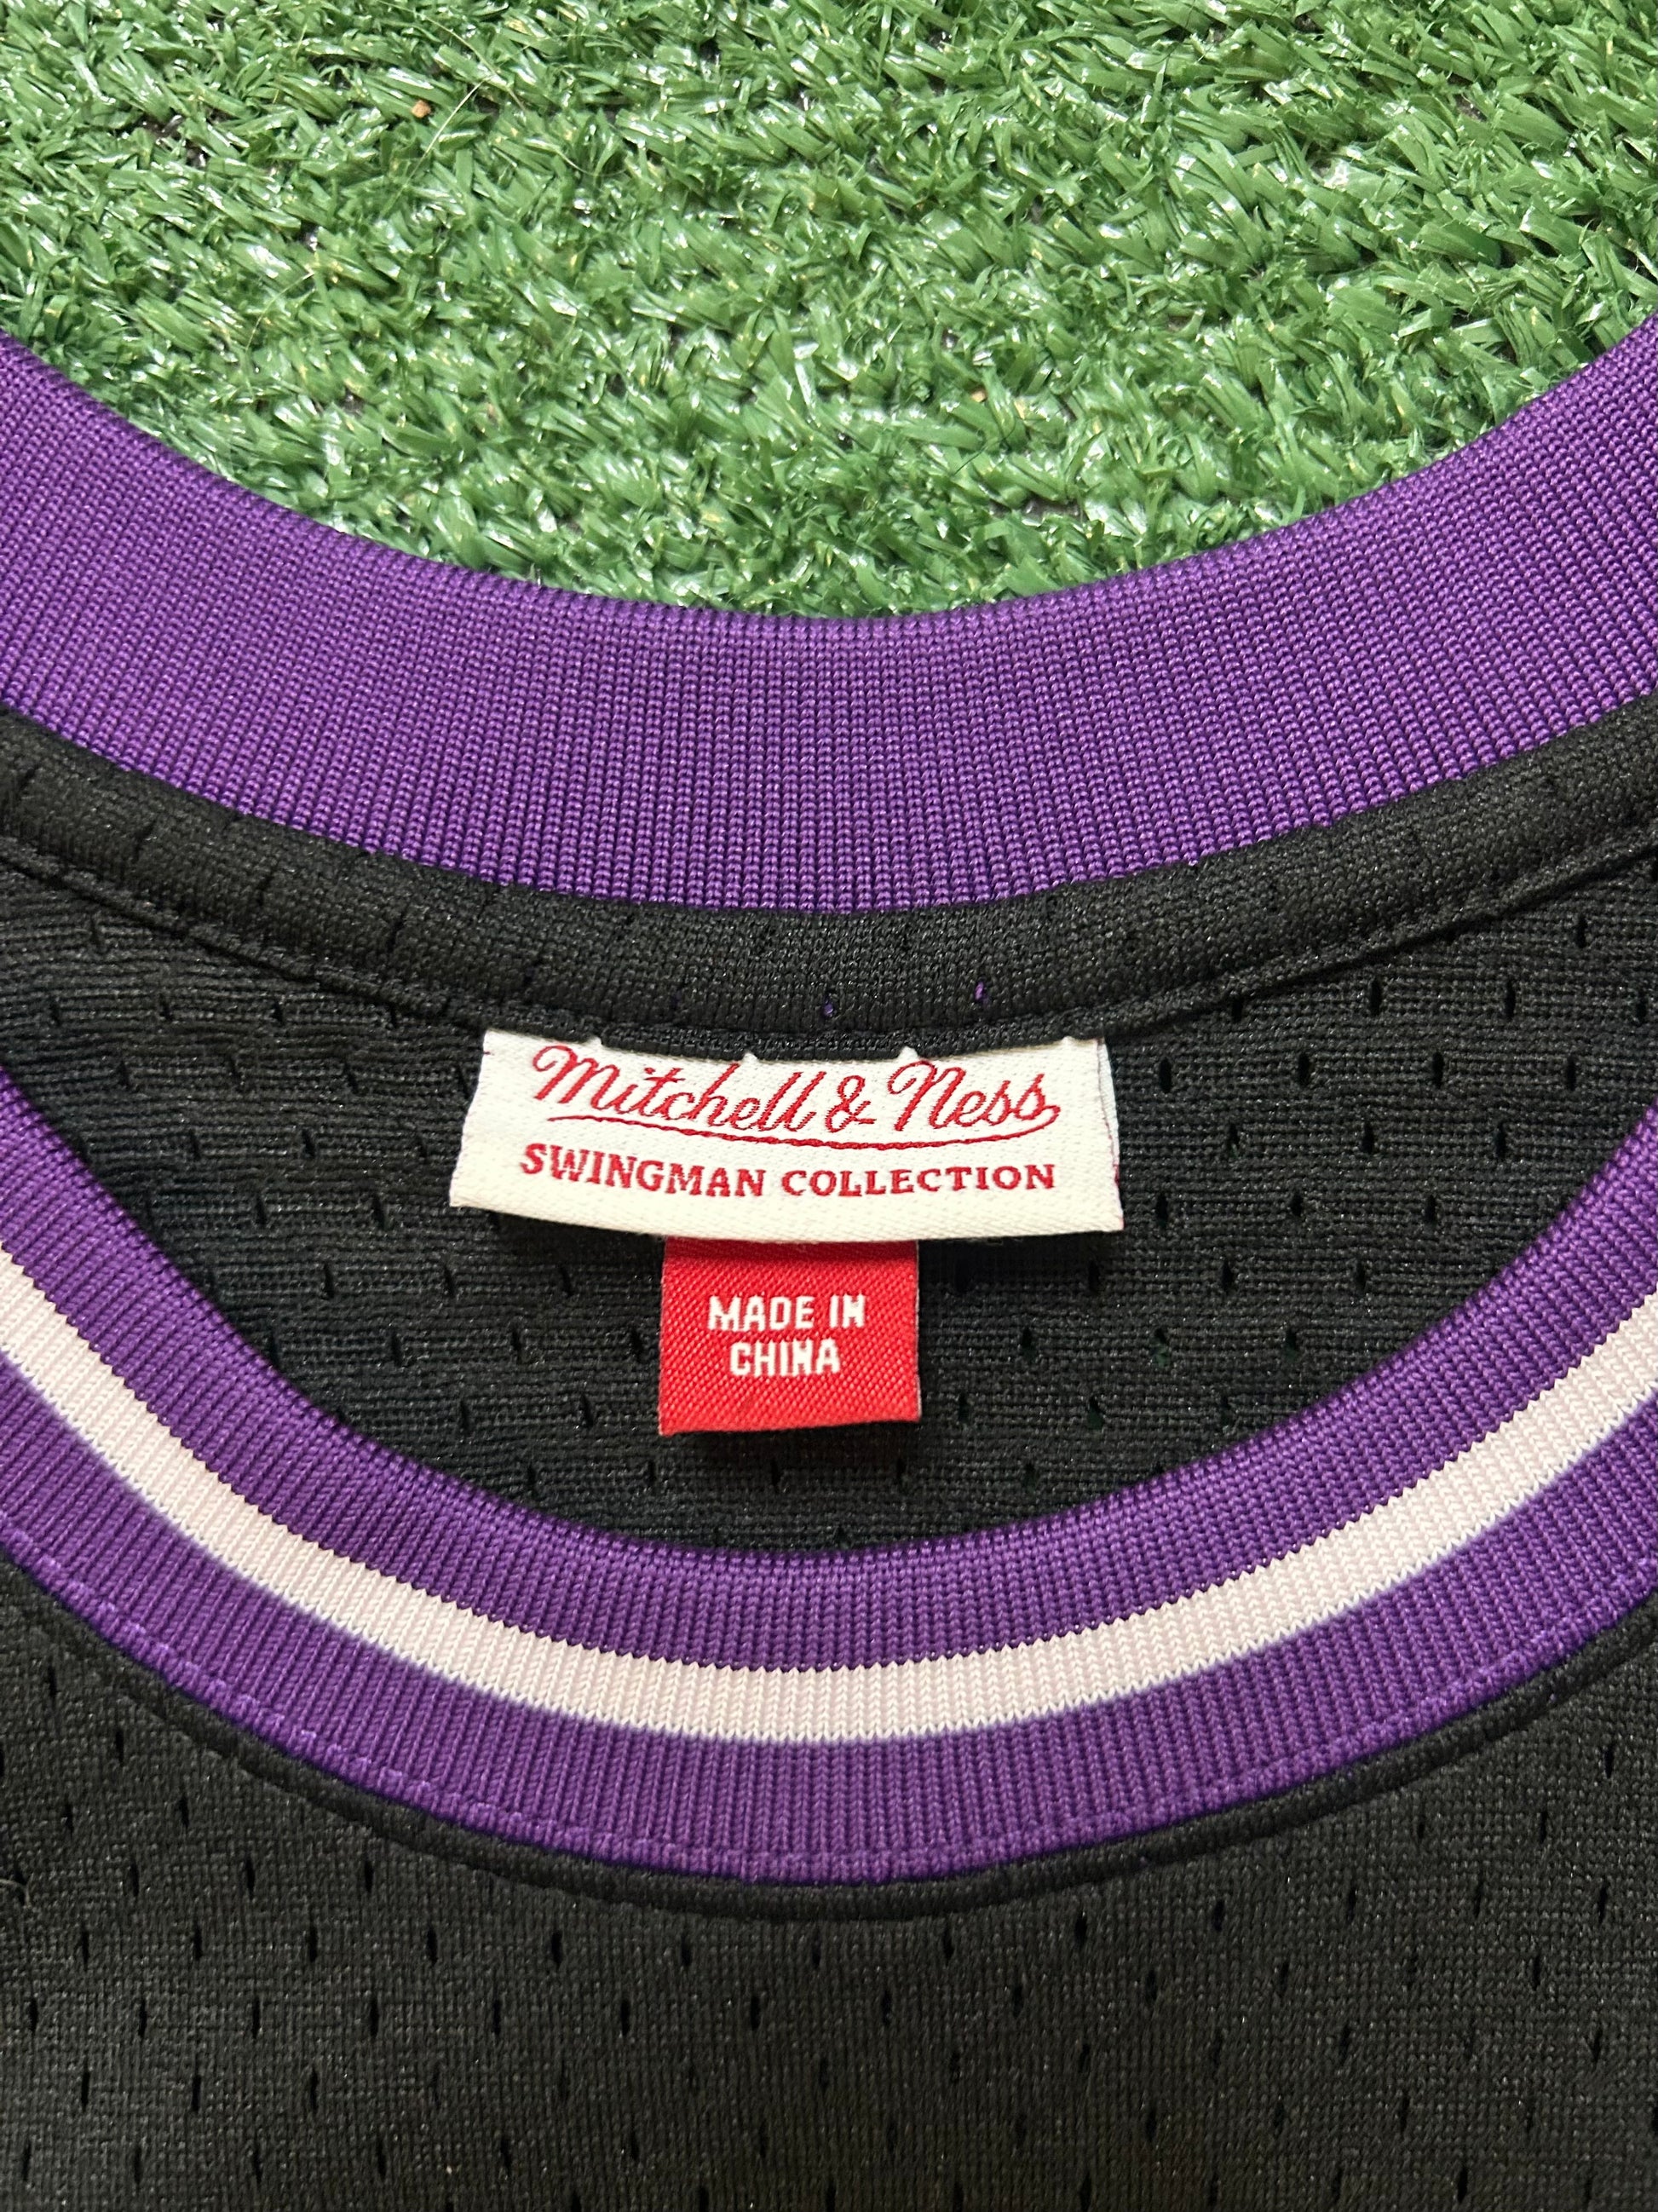 Mitchell & Ness
SWINGMAN COLLECTION
MADE IN
CHINA